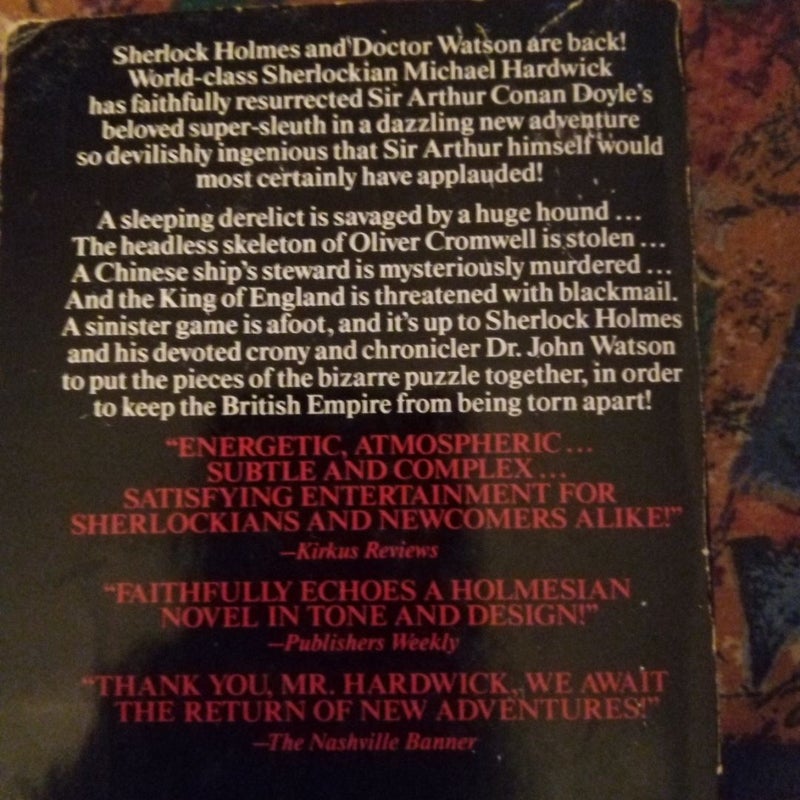 Sherlock Holmes and Doctor Watson are back!
World-class Sherlockian Michael Hardwick
has faithfully resurrected Sir Arthur Conan Doyle's
beloved super-sleuth in a dazzling new adventure
so devilishly ingenious that Sir Arthur himself would
most certainly have applauded!
A sleeping derelict is savaged by a huge hound...
The headless skeleton of Oliver Cromwell is stolen...
A Chinese ship's steward is mysteriously murdered...
And the King of England is threatened with blackmail.
A sinister game is afoot, and it's up to Sherlock Holmes
and his devoted crony and chronicler Dr. John Watson
to put the pieces of the bizarre puzzle together, in order
to keep the British Empire from being torn apart!
"ENERGETIC, ATMOSPHERIC...
SUBTLE AND COMPLEX...
SATISFYING ENTERTAINMENT FOR
SHERLOCKIANS AND NEWCOMERS ALIKE!"
—Kirkus Reviews
"FAITHFULLY ECHOES A HOLMESIAN
NOVEL IN TONE AND DESIGN!"
—Publishers Weekly
"THANK YOU, MR. HARDWICK, WE AWAIT
THE RETURN OF NEW ADVENTURES!"
—The Nashville Banner